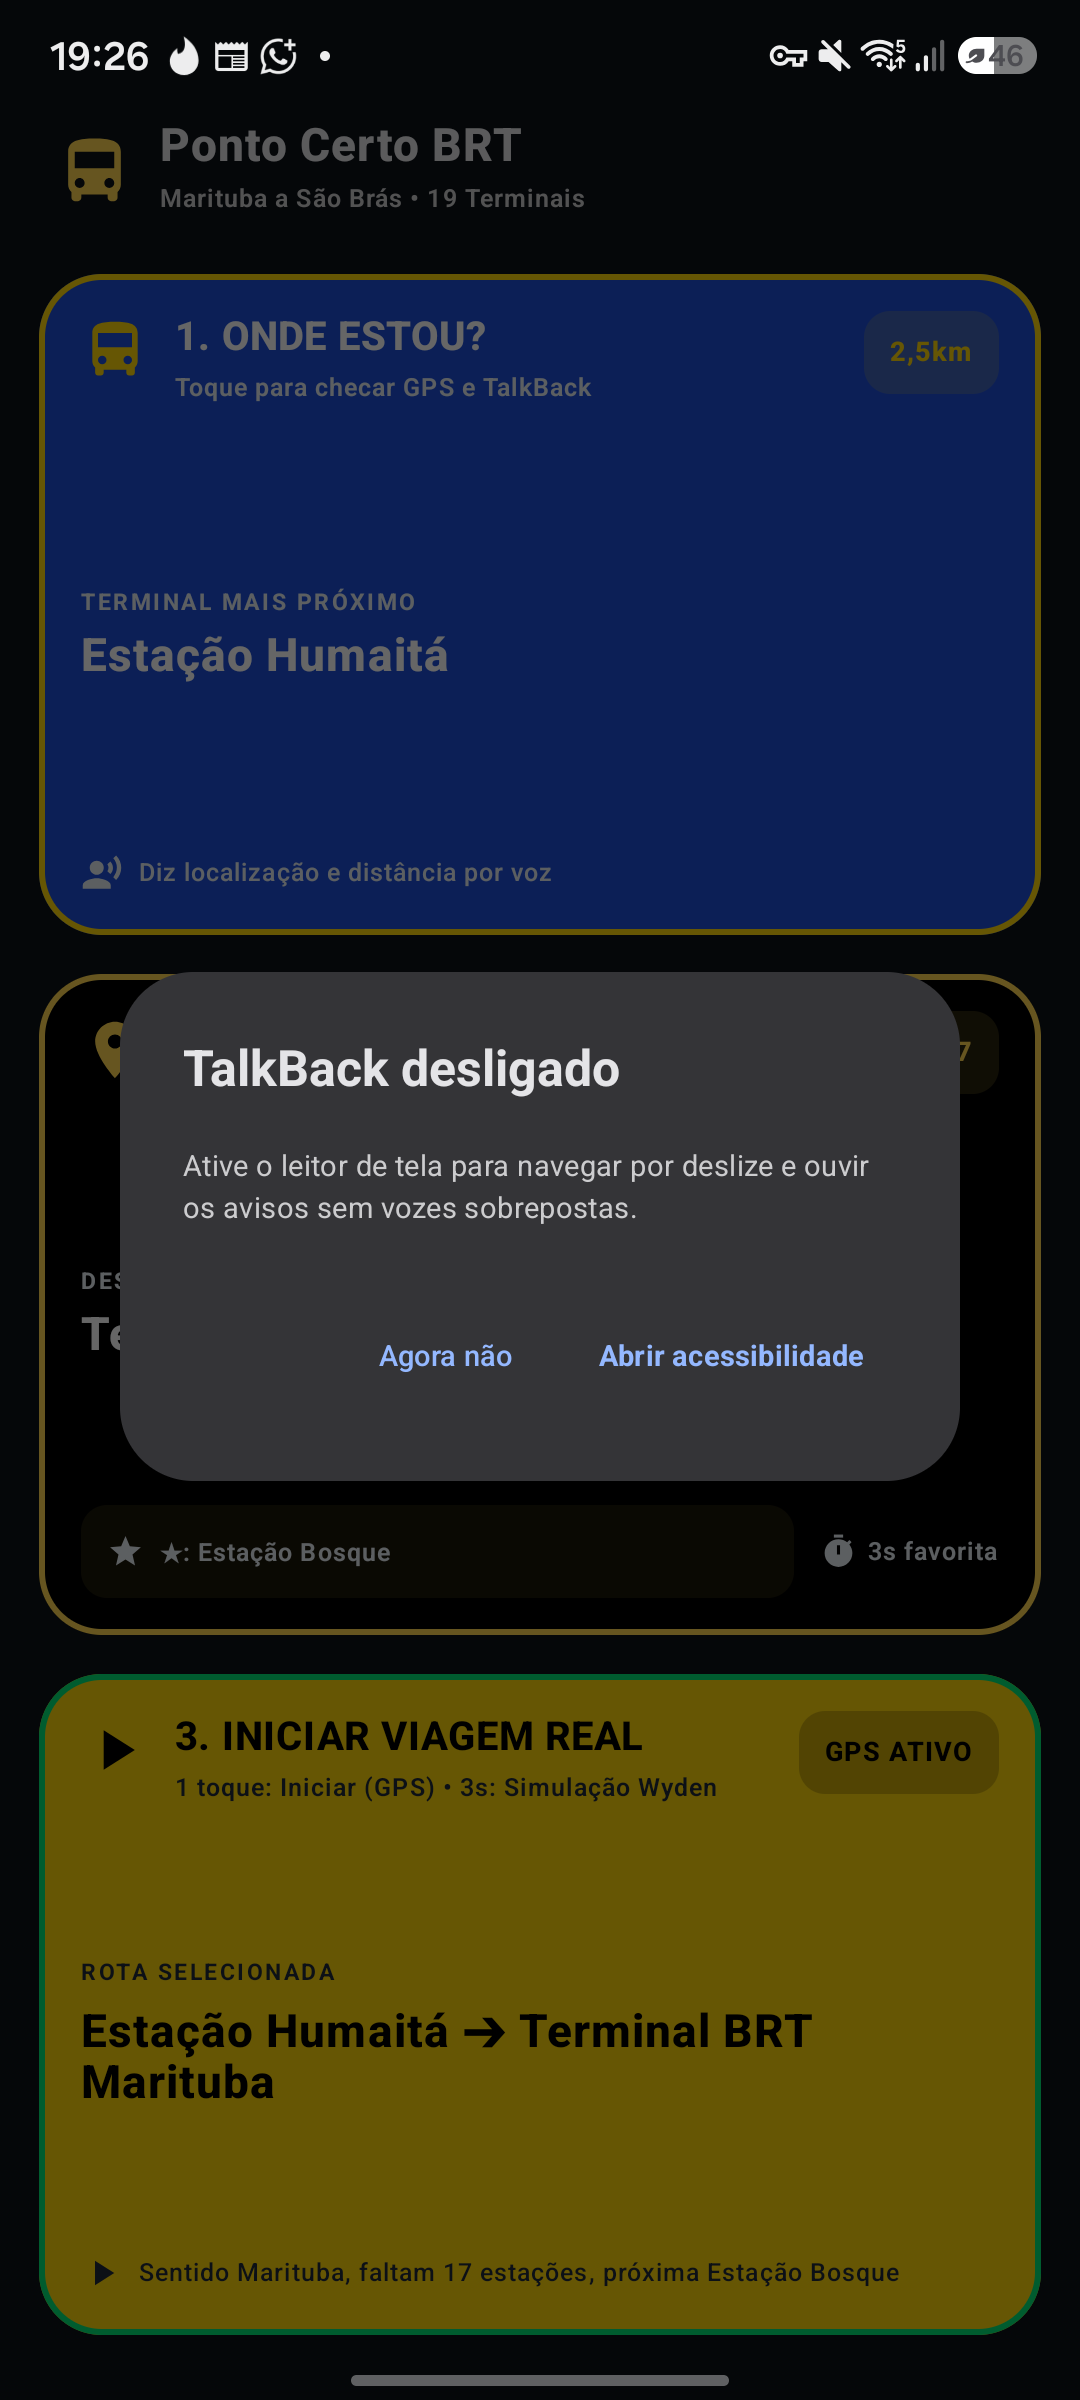 19:26
5
46
Ponto Certo BRT
Marituba a São Brás • 19 Terminais
1. ONDE ESTOU?
Toque para checar GPS e TalkBack
2,5km
TERMINAL MAIS PRÓXIMO
Estação Humaitá
Diz localização e distância por voz
7
TalkBack desligado
Ative o leitor de tela para navegar por deslize e ouvir
os avisos sem vozes sobrepostas.
Agora não
Abrir acessibilidade
★: Estação Bosque
3s favorita
3. INICIAR VIAGEM REAL
1 toque: Iniciar (GPS) • 3s: Simulação Wyden
GPS ATIVO
ROTA SELECIONADA
Estação Humaitá → Terminal BRT
Marituba
Sentido Marituba, faltam 17 estações, próxima Estação Bosque